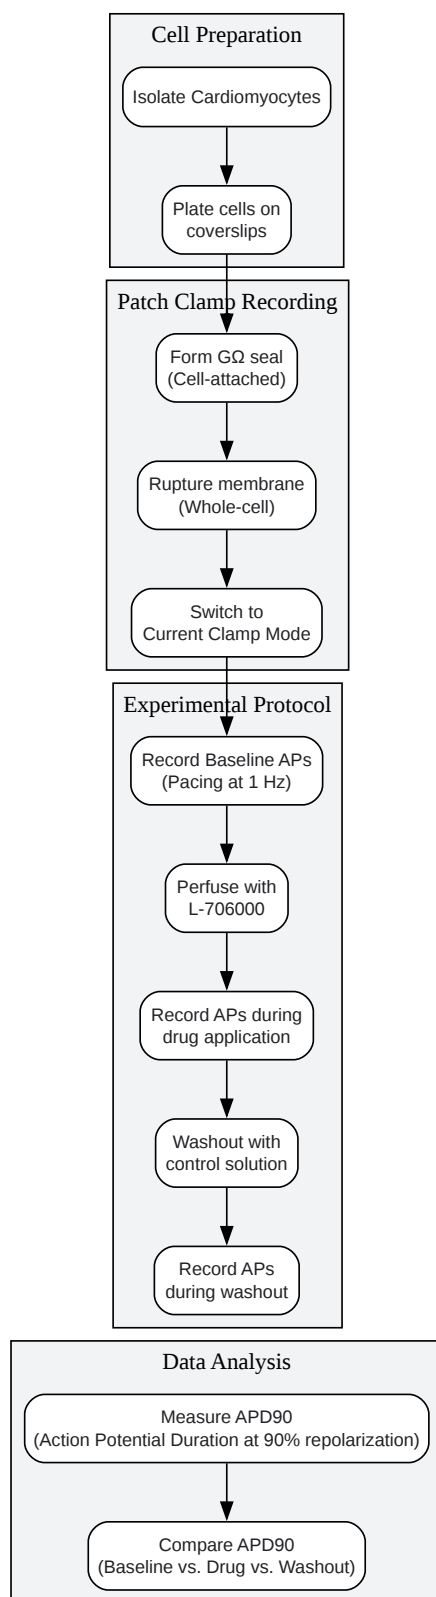 Cell Preparation
Isolate Cardiomyocytes
Plate cells on
coverslips
Patch Clamp Recording
Form GΩ seal
(Cell-attached)
Rupture membrane
(Whole-cell)
Switch to
Current Clamp Mode
Experimental Protocol
Record Baseline APs
(Pacing at 1 Hz)
Perfuse with
L-706000
Record APs during
drug application
Washout with
control solution
Record APs
during washout
Data Analysis
Measure APD90
(Action Potential Duration at 90% repolarization)
Compare APD90
(Baseline vs. Drug vs. Washout)